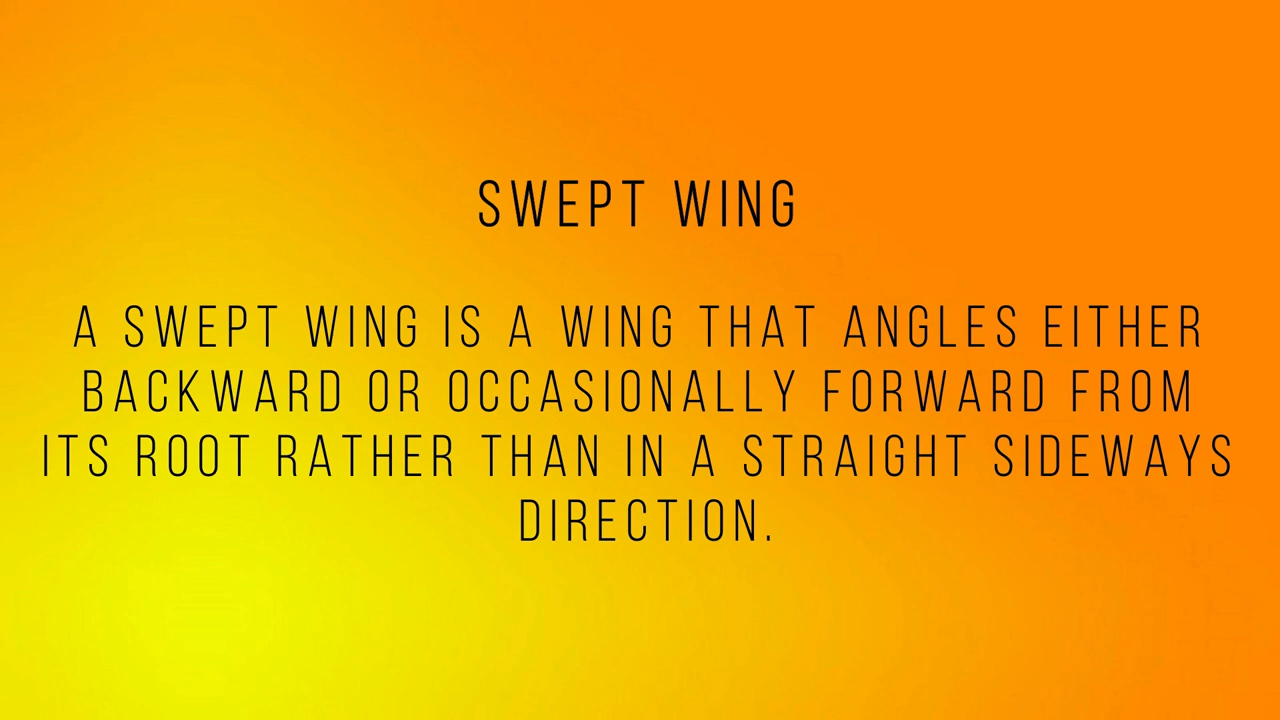 SWEPT WING
A SWEPT WING IS A WING THAT ANGLES EITHER
BACKWARD OR OCCASIONALLY FORWARD FROM
ITS ROOT RATHER THAN IN A STRAIGHT SIDEWAYS
DIRECTION.